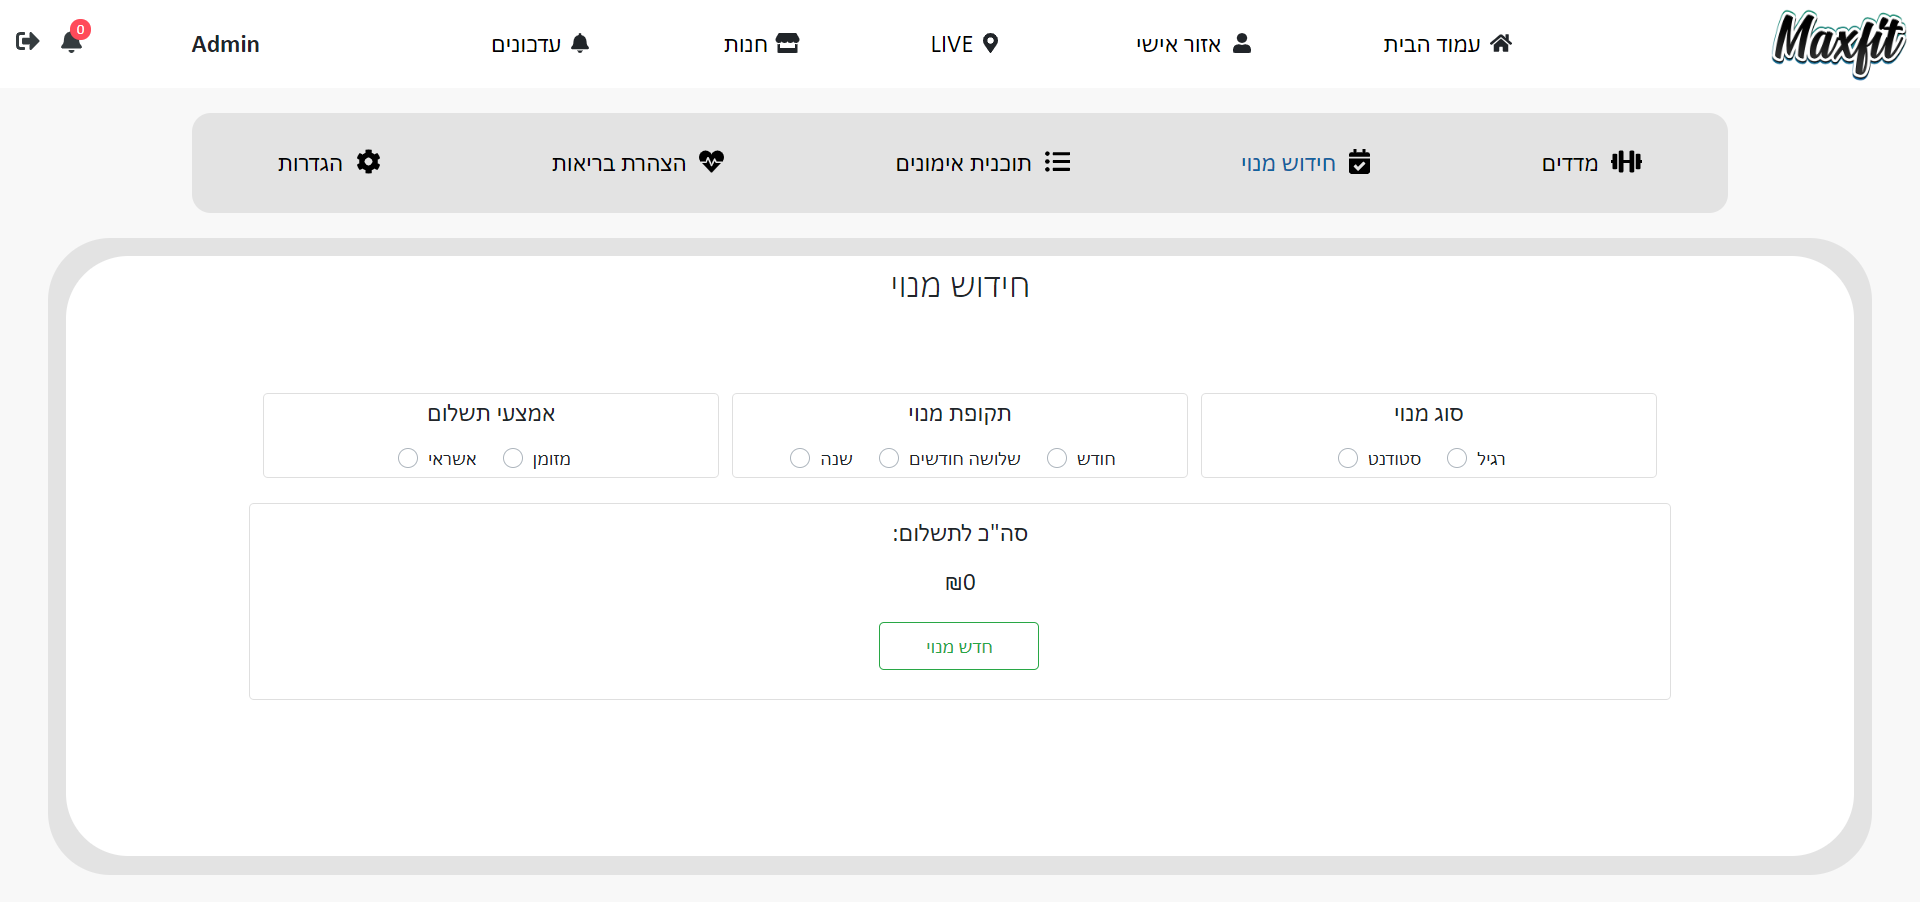 Maxfit
עמוד הבית
אזור אישי
LIVE
חנות
עדכונים
Admin
0
מדדים
חידוש מנוי
תוכנית אימונים
הצהרת בריאות
הגדרות
חידוש מנוי
סוג מנוי
רגיל
סטודנט
תקופת מנוי
חודש
שלושה חודשים
שנה
אמצעי תשלום
מזומן
אשראי
סה"כ לתשלום:
₪0
חדש מנוי